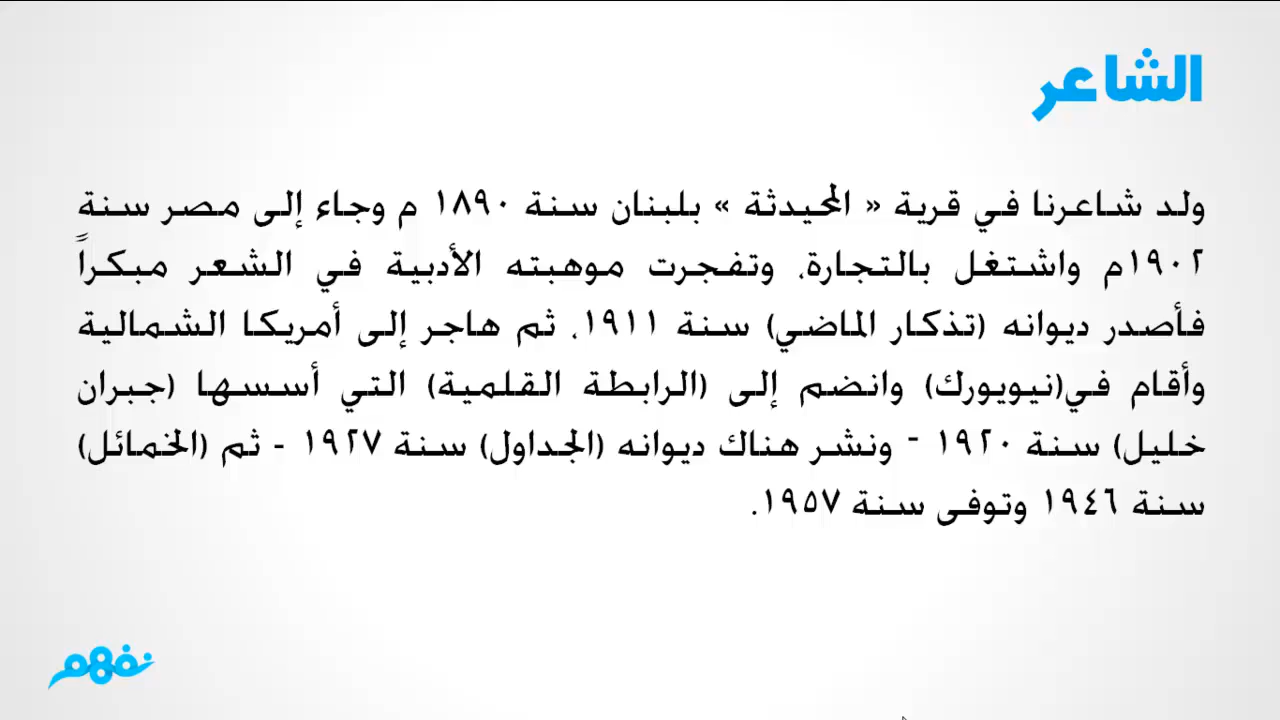 الشاعر
ولد شاعرنا في قرية « المحيدثة » بلبنان سنة ١٨٩٠ م وجاء إلى مصر سنة
١٩٠٢م واشتغل بالتجارة، وتفجرت موهبته الأدبية في الشعر مبكراً
فأصدر ديوانه (تذكار الماضي) سنة ١٩١١، ثم هاجر إلى أمريكا الشمالية
وأقام في(نيويورك) وانضم إلى (الرابطة القلمية) التي أسسها (جبران
خليل) سنة ١٩٢٠ - ونشر هناك ديوانه (الجداول) سنة ١٩٢٧ - ثم (الخمائل)
سنة ١٩٤٦ وتوفى سنة ١٩٥٧.
نفهم